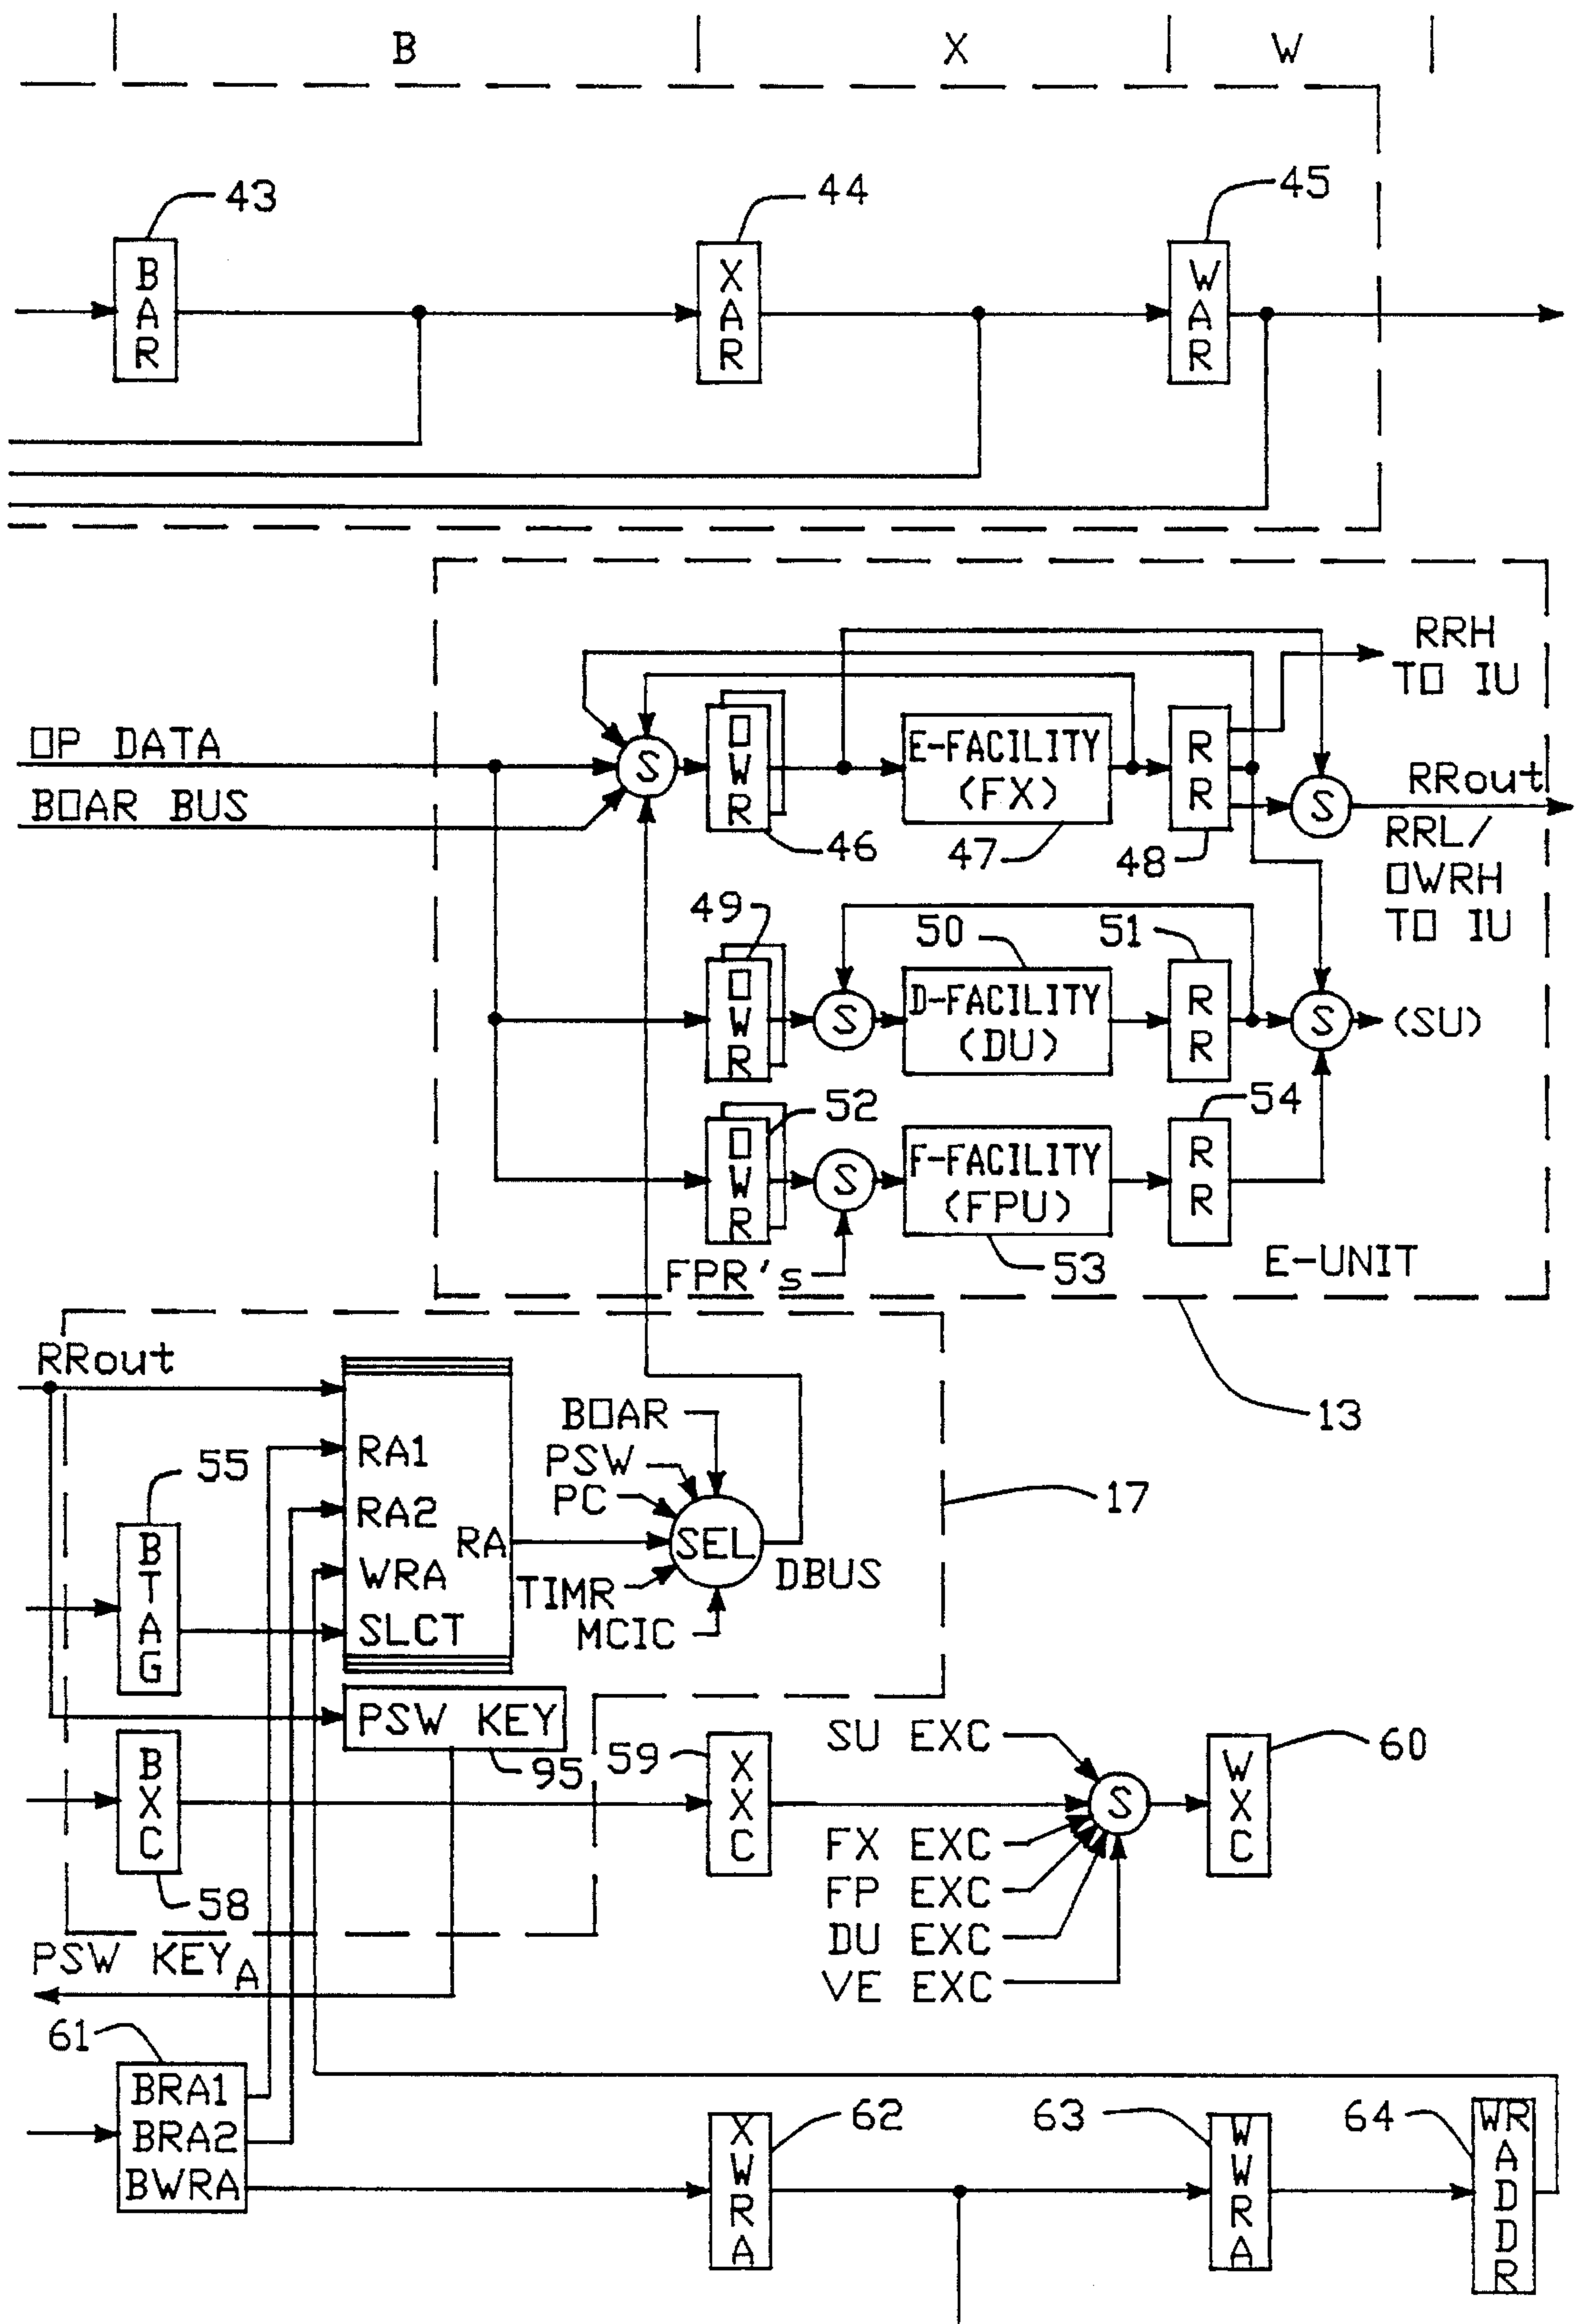 B X W
43 44 45
BAR XAR WAR
RRH
TO IU
OP DATA
BOAR BUS
S
OWR
E-FACILITY
(FX)
RR
S
RRout
46 47 48
RRL/
OWRH
TO IU
49 50 51
OWR
S
D-FACILITY
(DU)
RR
S
(SU)
52 54
OWR
S
F-FACILITY
(FPU)
RR
FPR's
53
E-UNIT
13
RRout
BOAR
PSW
PC
17
55
BTAG
RA1
RA2
RA
WRA
SLCT
SEL
DBUS
TIMR
MCIC
PSW KEY
95
BXC
58
59
XXC
SU EXC
S
60
WXC
FX EXC
FP EXC
DU EXC
VE EXC
PSW KEYA
61
BRA1
BRA2
BWRA
62
XWRA
63
WWRA
64
WR
ADDR